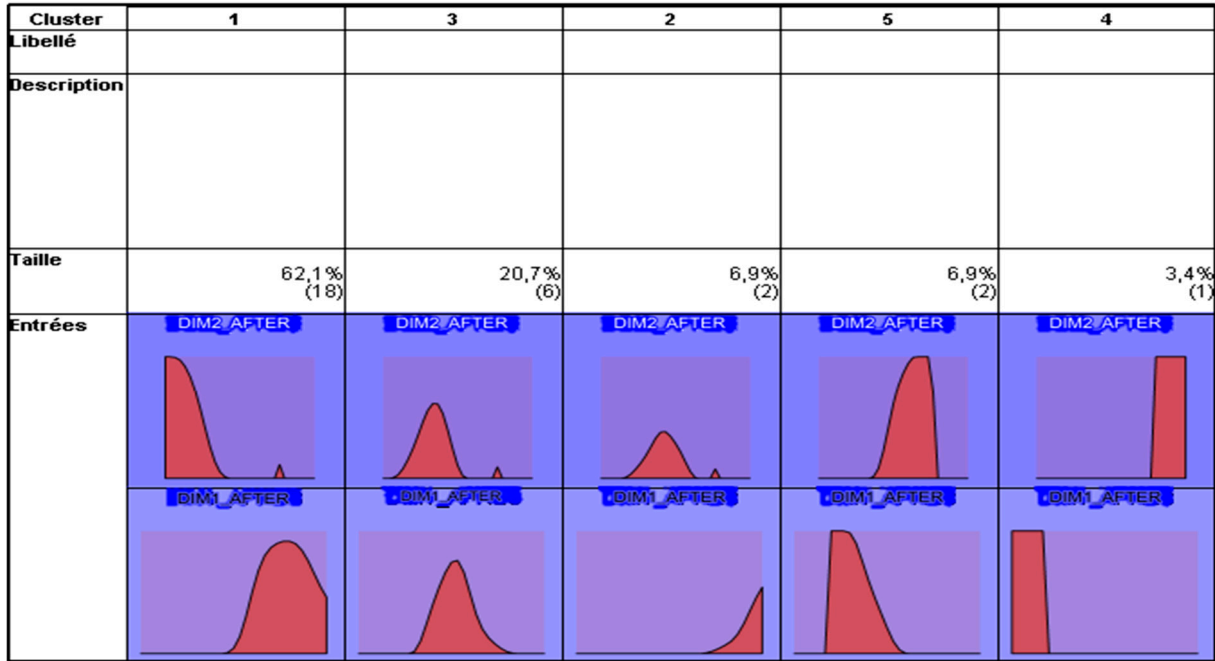 Cluster 1 3 2 5 4
Libellé
Description
Taille
62,1% 20,7% 6,9% 6,9% 3,4%
(18) (6) (2) (2) (1)
Entrées
DIM2_AFTER DIM2_AFTER DIM2_AFTER DIM2_AFTER DIM2_AFTER
DIM1_AFTER DIM1_AFTER DIM1_AFTER DIM1_AFTER DIM1_AFTER